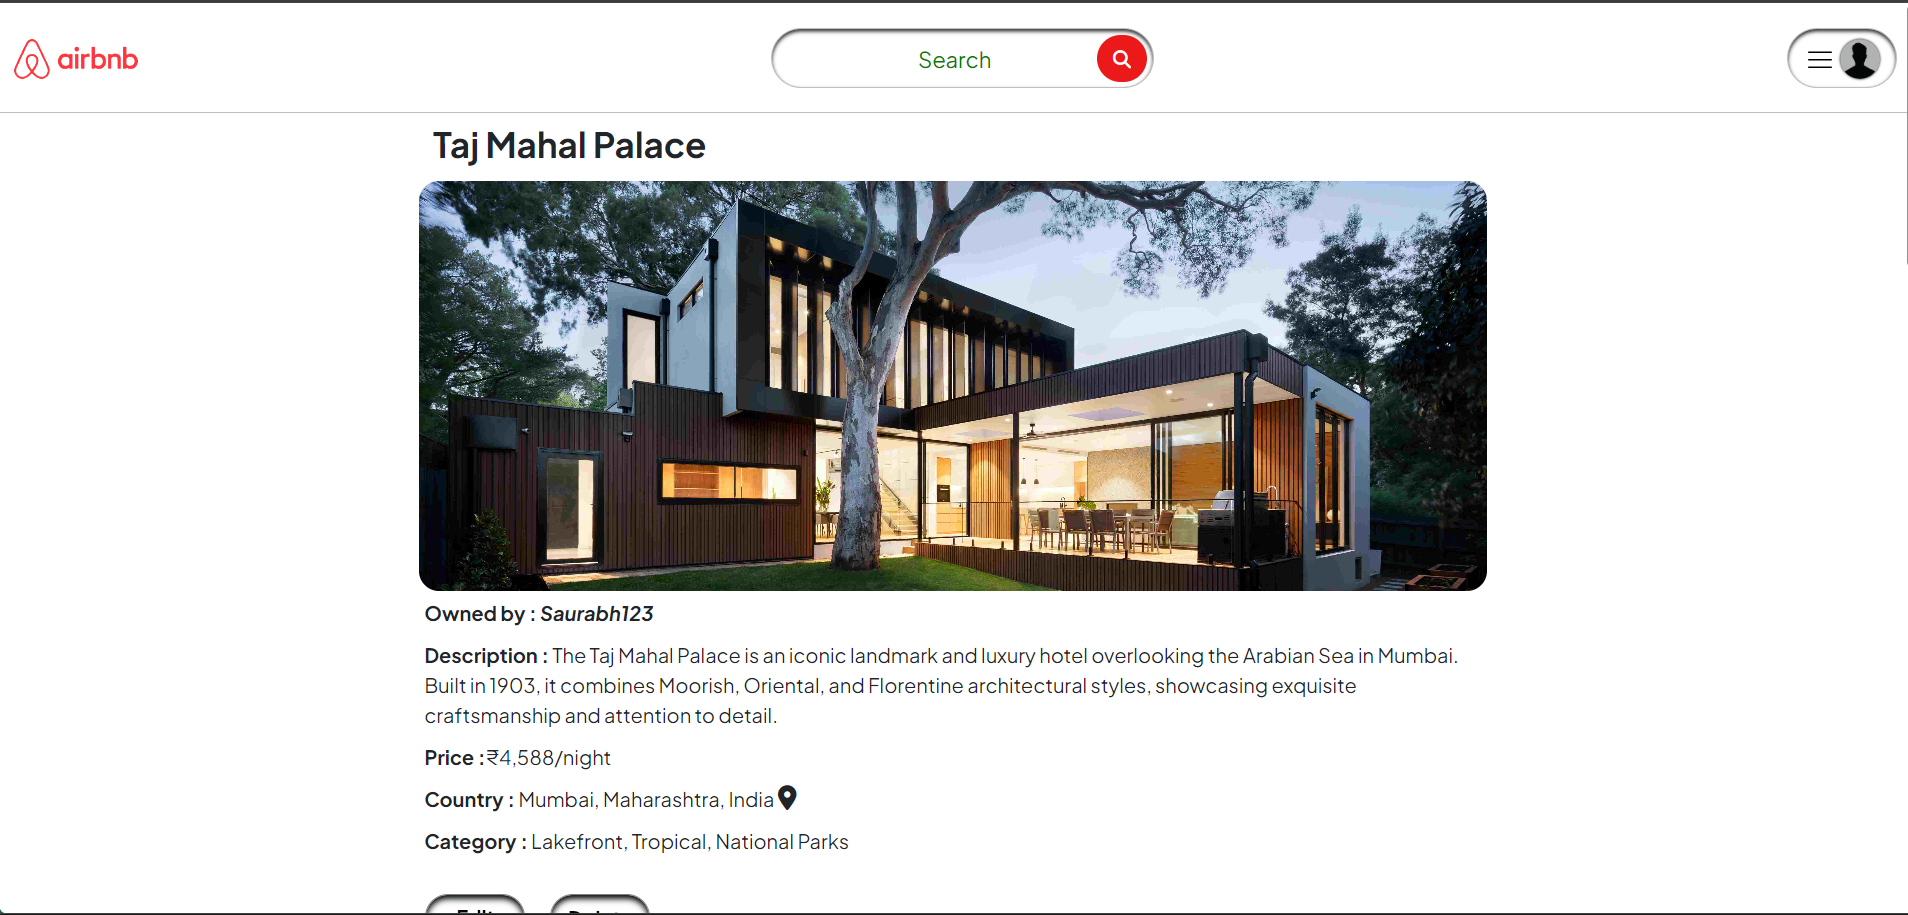 airbnb
Search
Taj Mahal Palace
Owned by : Saurabh123
Description : The Taj Mahal Palace is an iconic landmark and luxury hotel overlooking the Arabian Sea in Mumbai.
Built in 1903, it combines Moorish, Oriental, and Florentine architectural styles, showcasing exquisite
craftsmanship and attention to detail.
Price :₹4,588/night
Country : Mumbai, Maharashtra, India
Category : Lakefront, Tropical, National Parks